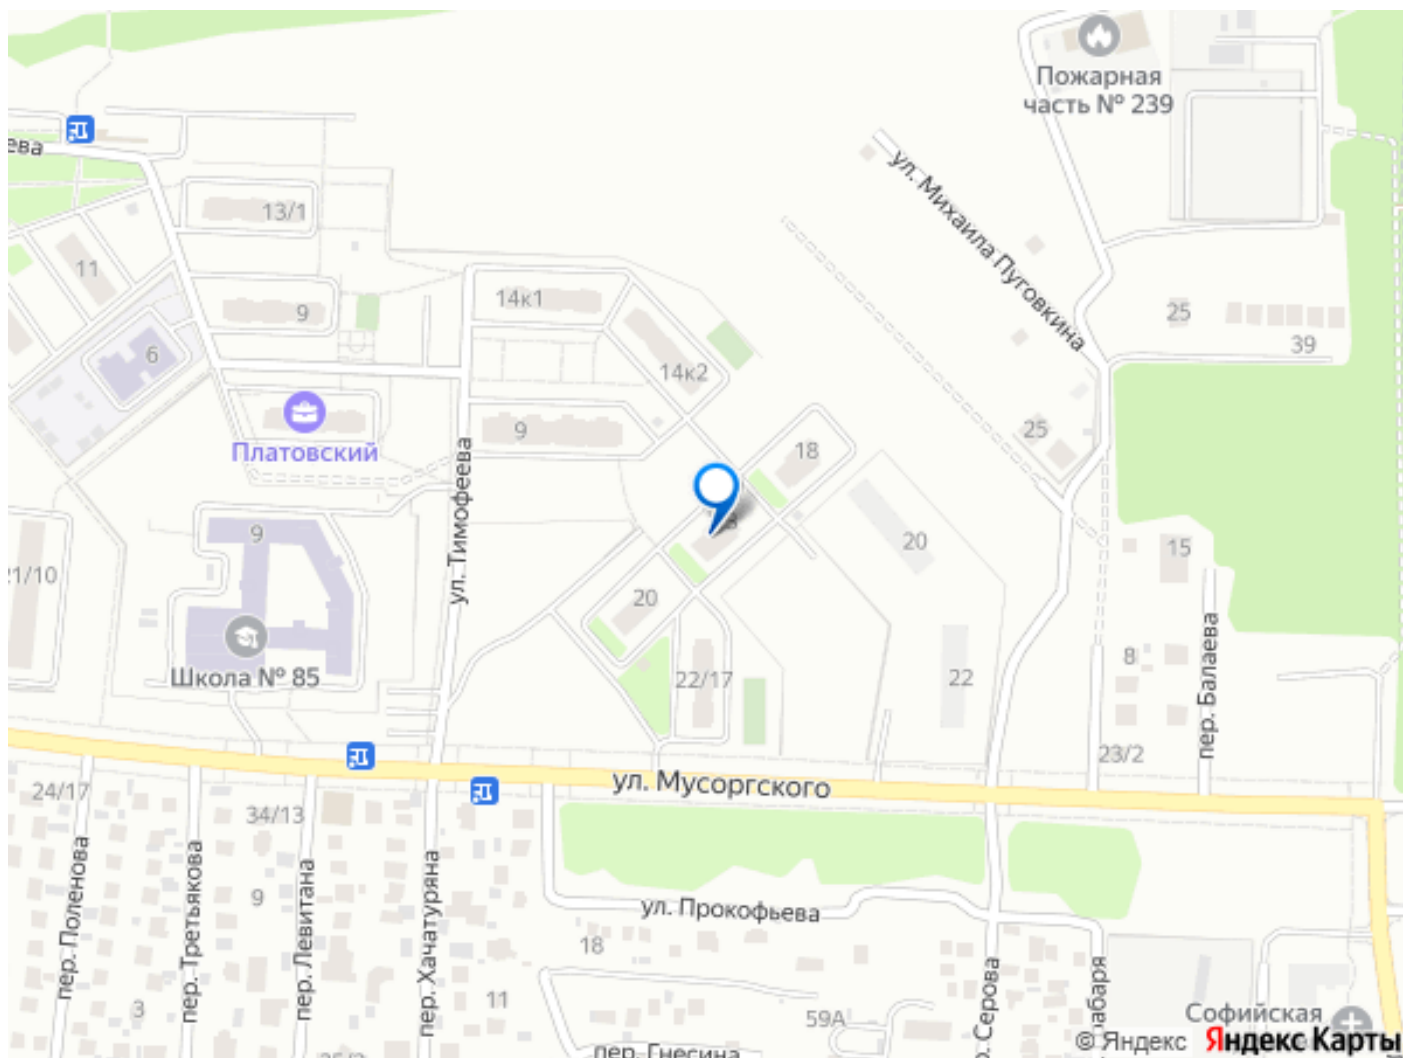 Пожарная
часть № 239
ева
ул. Михаила Пуговкина
13/1
11
9
14к1
25
39
6
14к2
Платовский
9
ул. Тимофеева
18
25
9
20
15
21/10
20
Школа № 85
22/17
22
8
пер. Балаева
23/2
ул. Мусоргского
24/17
34/13
пер. Поленова
пер. Третьякова
пер. Левитана
пер. Хачатуряна
9
ул. Прокофьева
18
3
11
59А
пер. Гнесина
р. Серова
Софийская
© Яндекс
Яндекс Карты